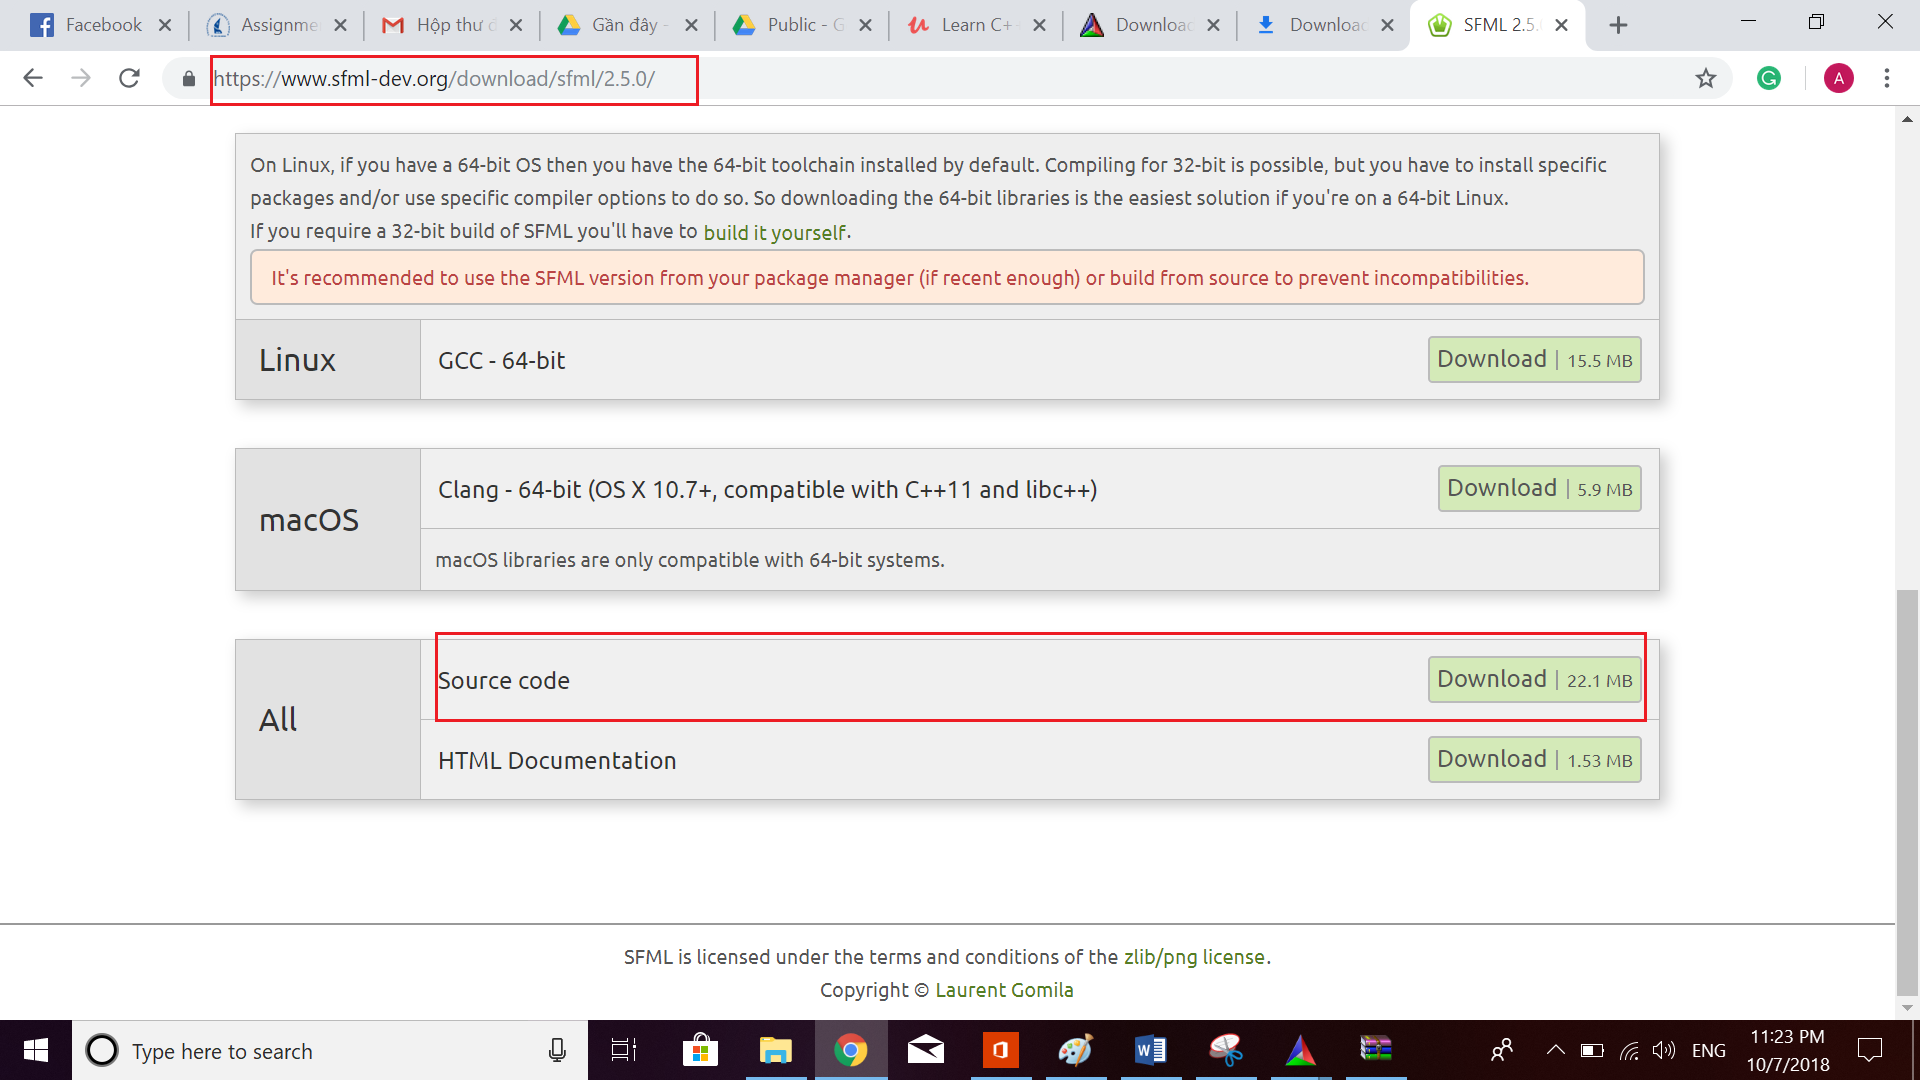 Facebook
Assignme
Hộp thư đ
Gần đây -
Public - G
Learn C++
Download
Download
SFML 2.5.
https://www.sfml-dev.org/download/sfml/2.5.0/
A
On Linux, if you have a 64-bit OS then you have the 64-bit toolchain installed by default. Compiling for 32-bit is possible, but you have to install specific
packages and/or use specific compiler options to do so. So downloading the 64-bit libraries is the easiest solution if you're on a 64-bit Linux.
If you require a 32-bit build of SFML you'll have to build it yourself.
It's recommended to use the SFML version from your package manager (if recent enough) or build from source to prevent incompatibilities.
Linux
GCC - 64-bit
Download | 15.5 MB
macOS
Clang - 64-bit (OS X 10.7+, compatible with C++11 and libc++)
Download | 5.9 MB
macOS libraries are only compatible with 64-bit systems.
All
Source code
Download | 22.1 MB
HTML Documentation
Download | 1.53 MB
SFML is licensed under the terms and conditions of the zlib/png license.
Copyright © Laurent Gomila
Type here to search
ENG
11:23 PM
10/7/2018